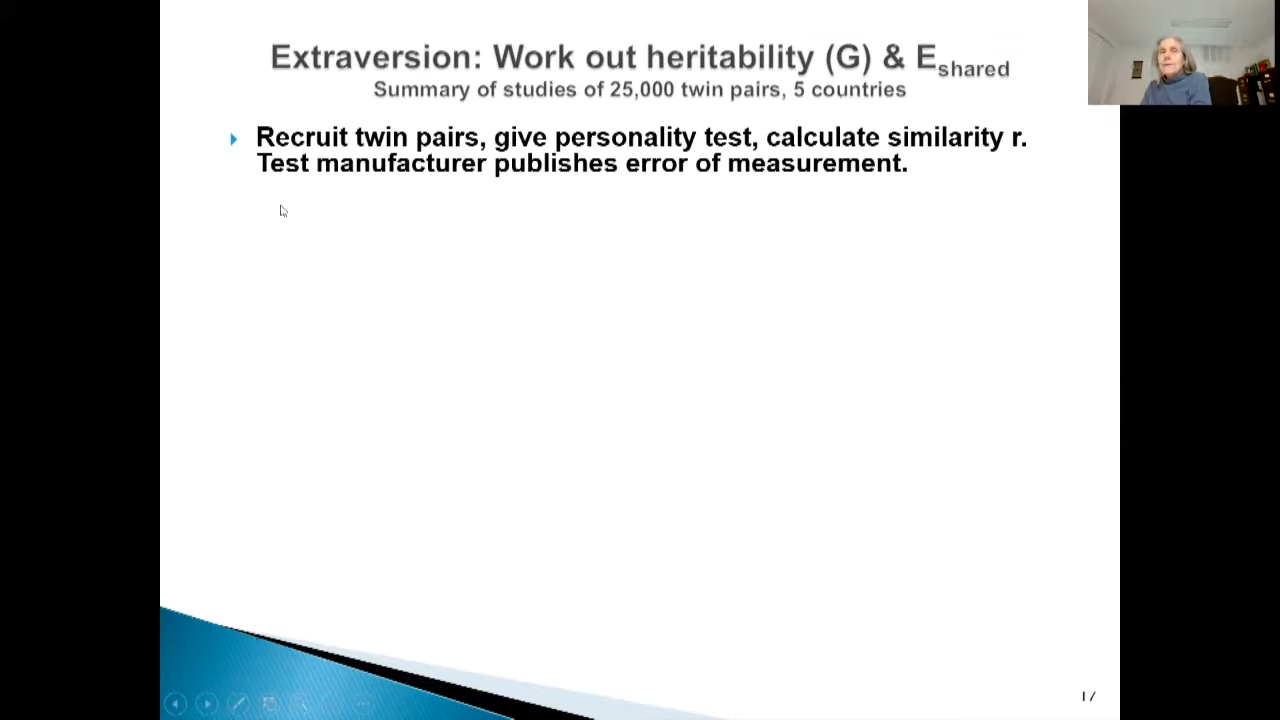 Extraversion: Work out heritability (G) & Eshared
Summary of studies of 25,000 twin pairs, 5 countries
Recruit twin pairs, give personality test, calculate similarity r.
Test manufacturer publishes error of measurement.
17